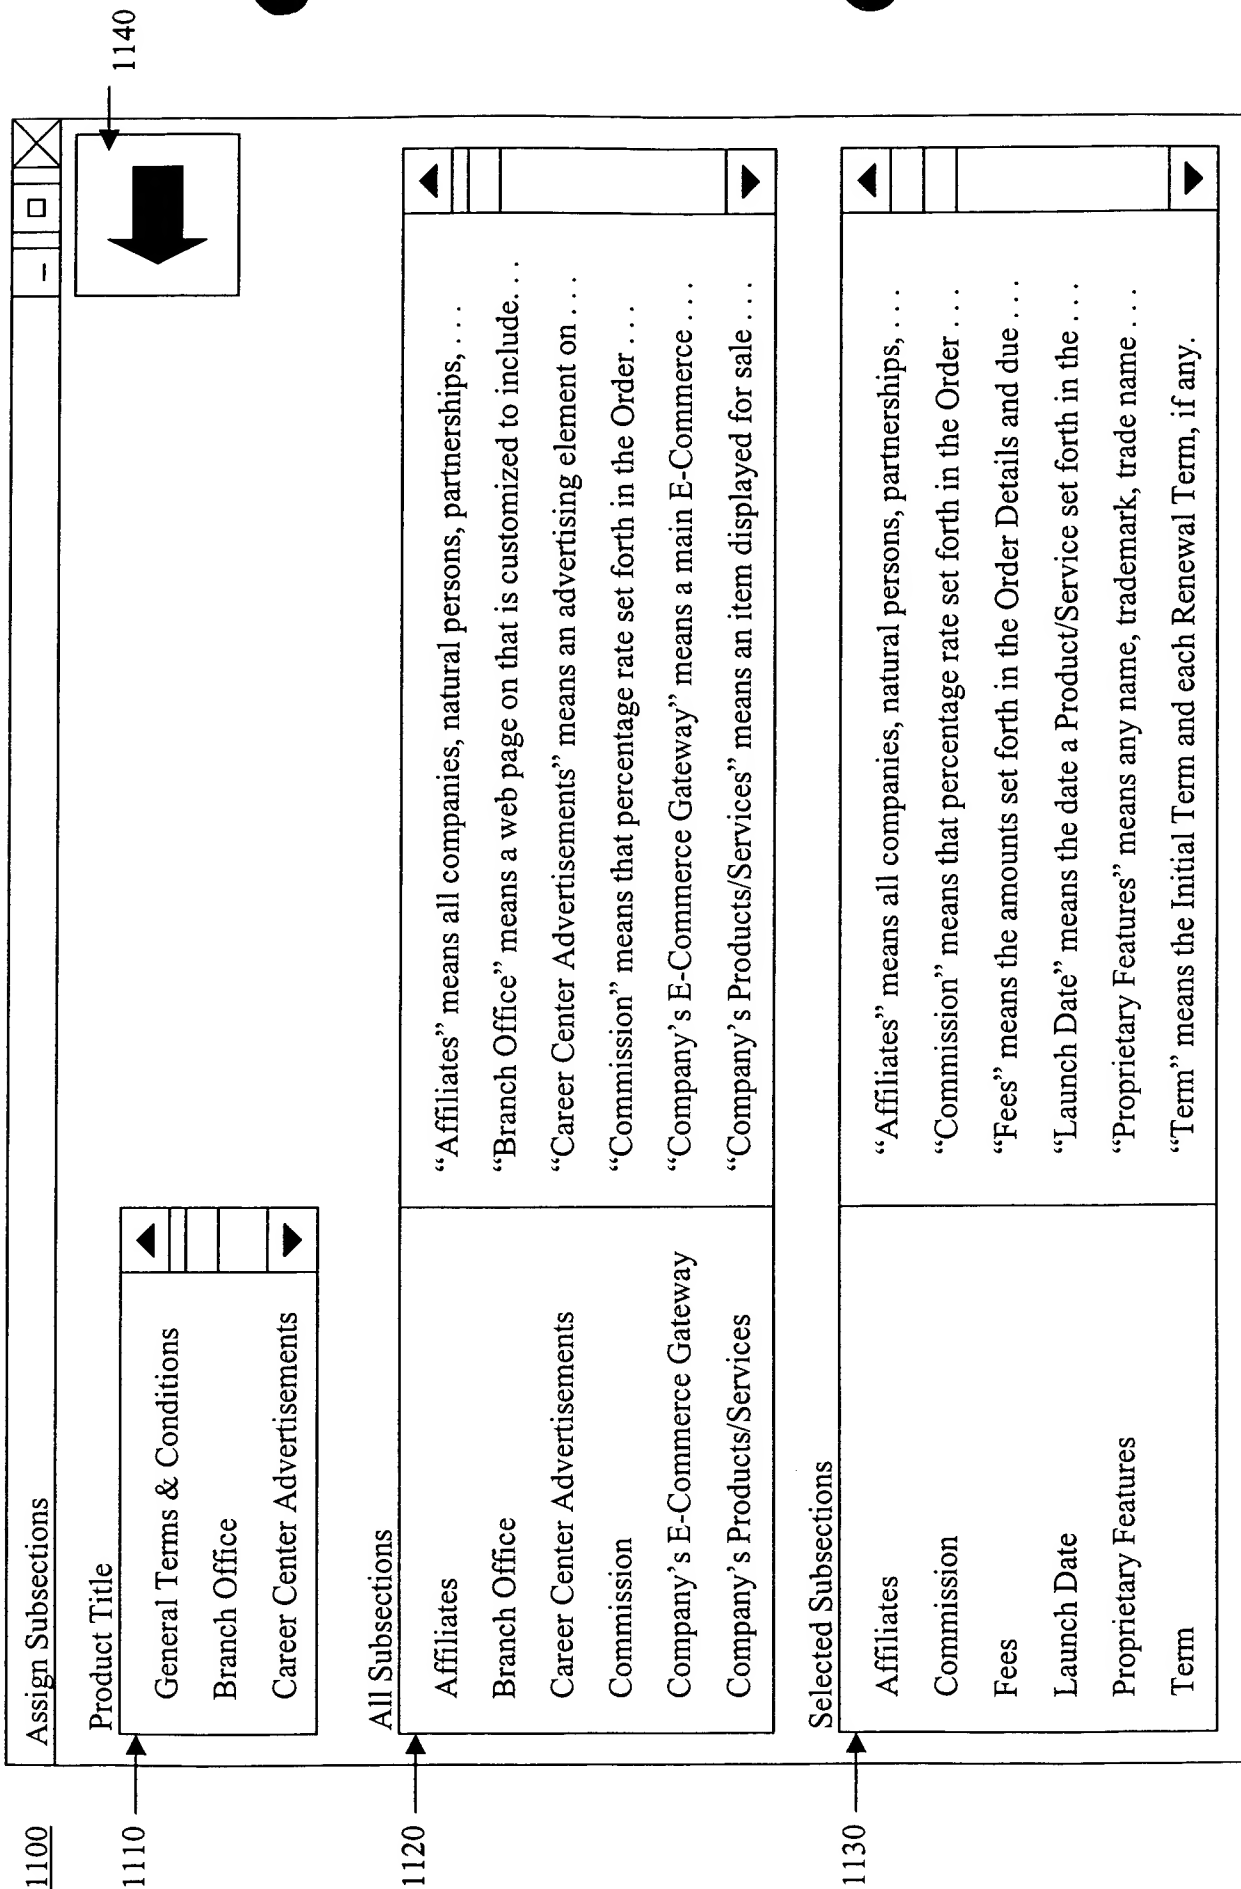 1100
Assign Subsections
1140
Product Title
1110
General Terms & Conditions
Branch Office
Career Center Advertisements
All Subsections
1120
Affiliates “Affiliates” means all companies, natural persons, partnerships, . . .
Branch Office “Branch Office” means a web page on that is customized to include. . .
Career Center Advertisements “Career Center Advertisements” means an advertising element on . . .
Commission “Commission” means that percentage rate set forth in the Order . . .
Company’s E-Commerce Gateway “Company’s E-Commerce Gateway” means a main E-Commerce . . .
Company’s Products/Services “Company’s Products/Services” means an item displayed for sale . . .
Selected Subsections
1130
Affiliates “Affiliates” means all companies, natural persons, partnerships, . . .
Commission “Commission” means that percentage rate set forth in the Order . . .
Fees “Fees” means the amounts set forth in the Order Details and due . . .
Launch Date “Launch Date” means the date a Product/Service set forth in the . . .
Proprietary Features “Proprietary Features” means any name, trademark, trade name . . .
Term “Term” means the Initial Term and each Renewal Term, if any.